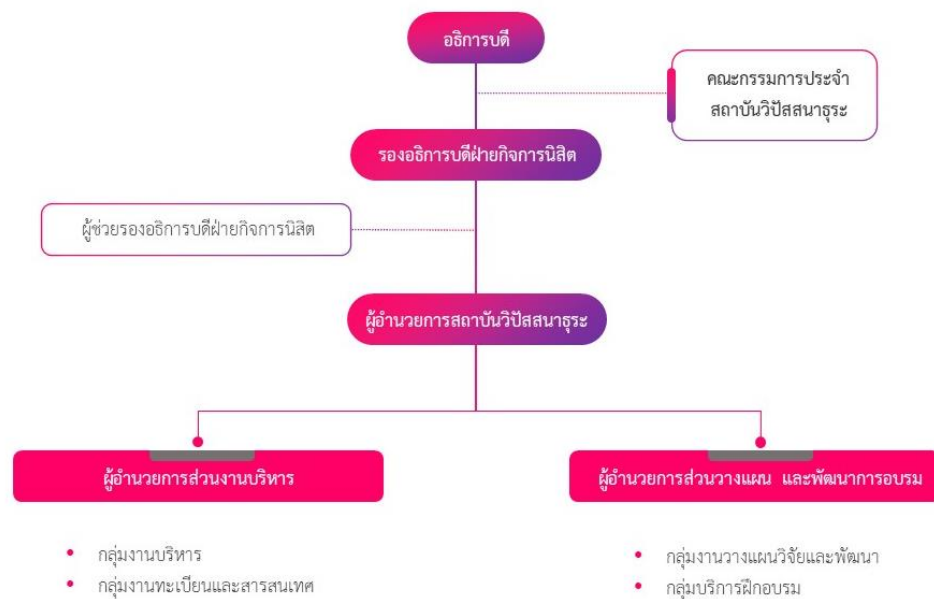 อธิการบดี
คณะกรรมการประจำ
สถาบันวิปัสสนาธุระ
รองอธิการบดีฝ่ายกิจการนิสิต
ผู้ช่วยรองอธิการบดีฝ่ายกิจการนิสิต
ผู้อำนวยการสถาบันวิปัสสนาธุระ
ผู้อำนวยการส่วนงานบริหาร
ผู้อำนวยการส่วนวางแผน และพัฒนาการอบรม
• กลุ่มงานบริหาร
• กลุ่มงานทะเบียนและสารสนเทศ
• กลุ่มงานวางแผนวิจัยและพัฒนา
• กลุ่มบริการฝึกอบรม